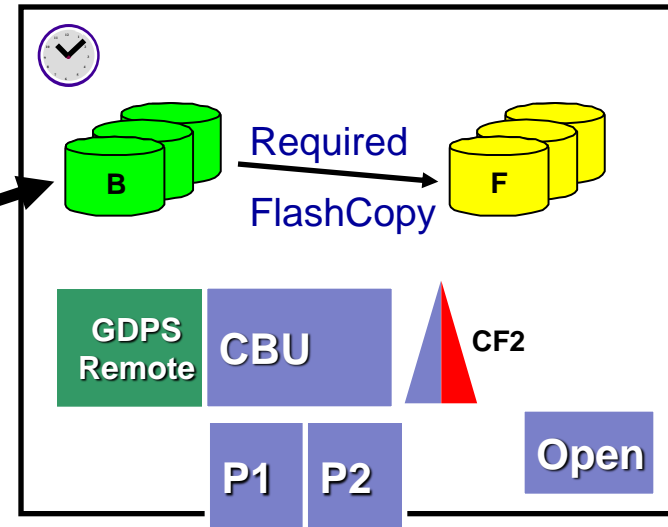 B
Required
FlashCopy
F
GDPS
Remote
CBU
CF2
P1
P2
Open